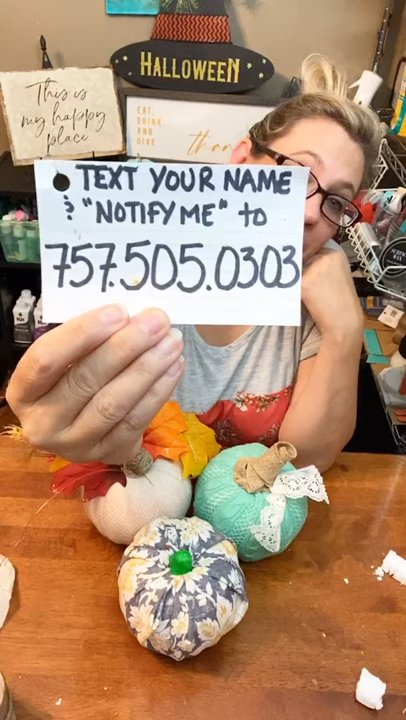 HALLOWEEN
This is
my happy
place
EAT,
DRINK,
AND
GIVE
TEXT YOUR NAME
& "NOTIFY ME" to
757.505.0303